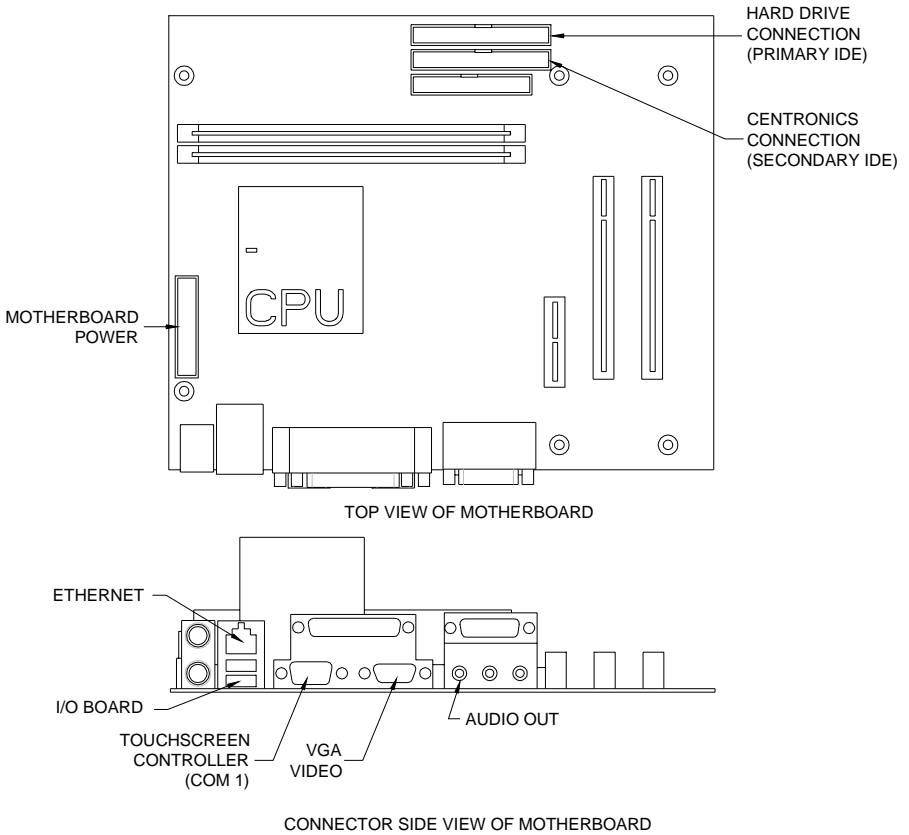 HARD DRIVE
CONNECTION
(PRIMARY IDE)
CENTRONICS
CONNECTION
(SECONDARY IDE)
CPU
MOTHERBOARD
POWER
TOP VIEW OF MOTHERBOARD
ETHERNET
I/O BOARD
AUDIO OUT
TOUCHSCREEN
CONTROLLER
(COM 1)
VGA
VIDEO
CONNECTOR SIDE VIEW OF MOTHERBOARD